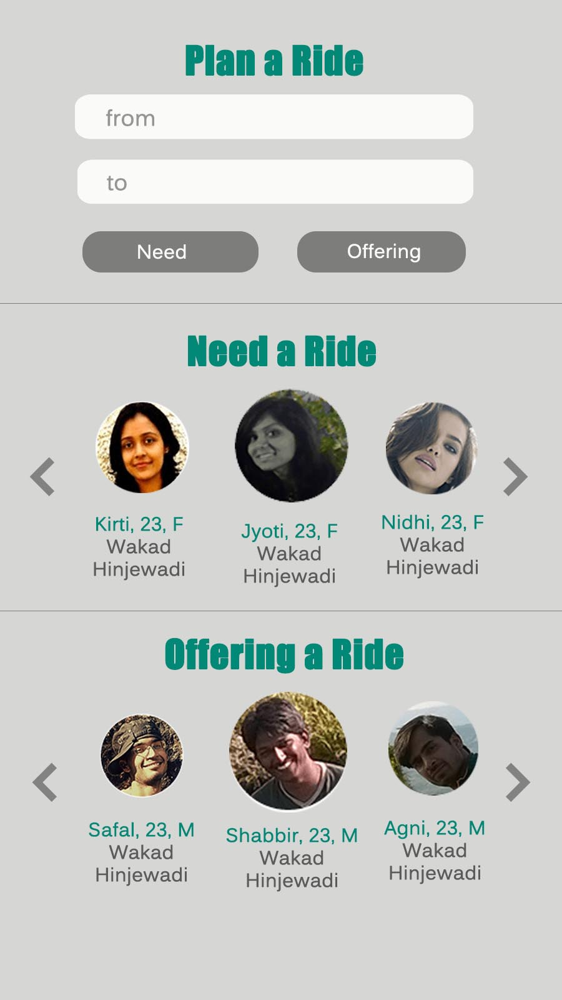 Plan a Ride
from
to
Need
Offering
Need a Ride
Kirti, 23, F
Wakad
Hinjewadi
Jyoti, 23, F
Wakad
Hinjewadi
Nidhi, 23, F
Wakad
Hinjewadi
Offering a Ride
Safal, 23, M
Wakad
Hinjewadi
Shabbir, 23, M
Wakad
Hinjewadi
Agni, 23, M
Wakad
Hinjewadi